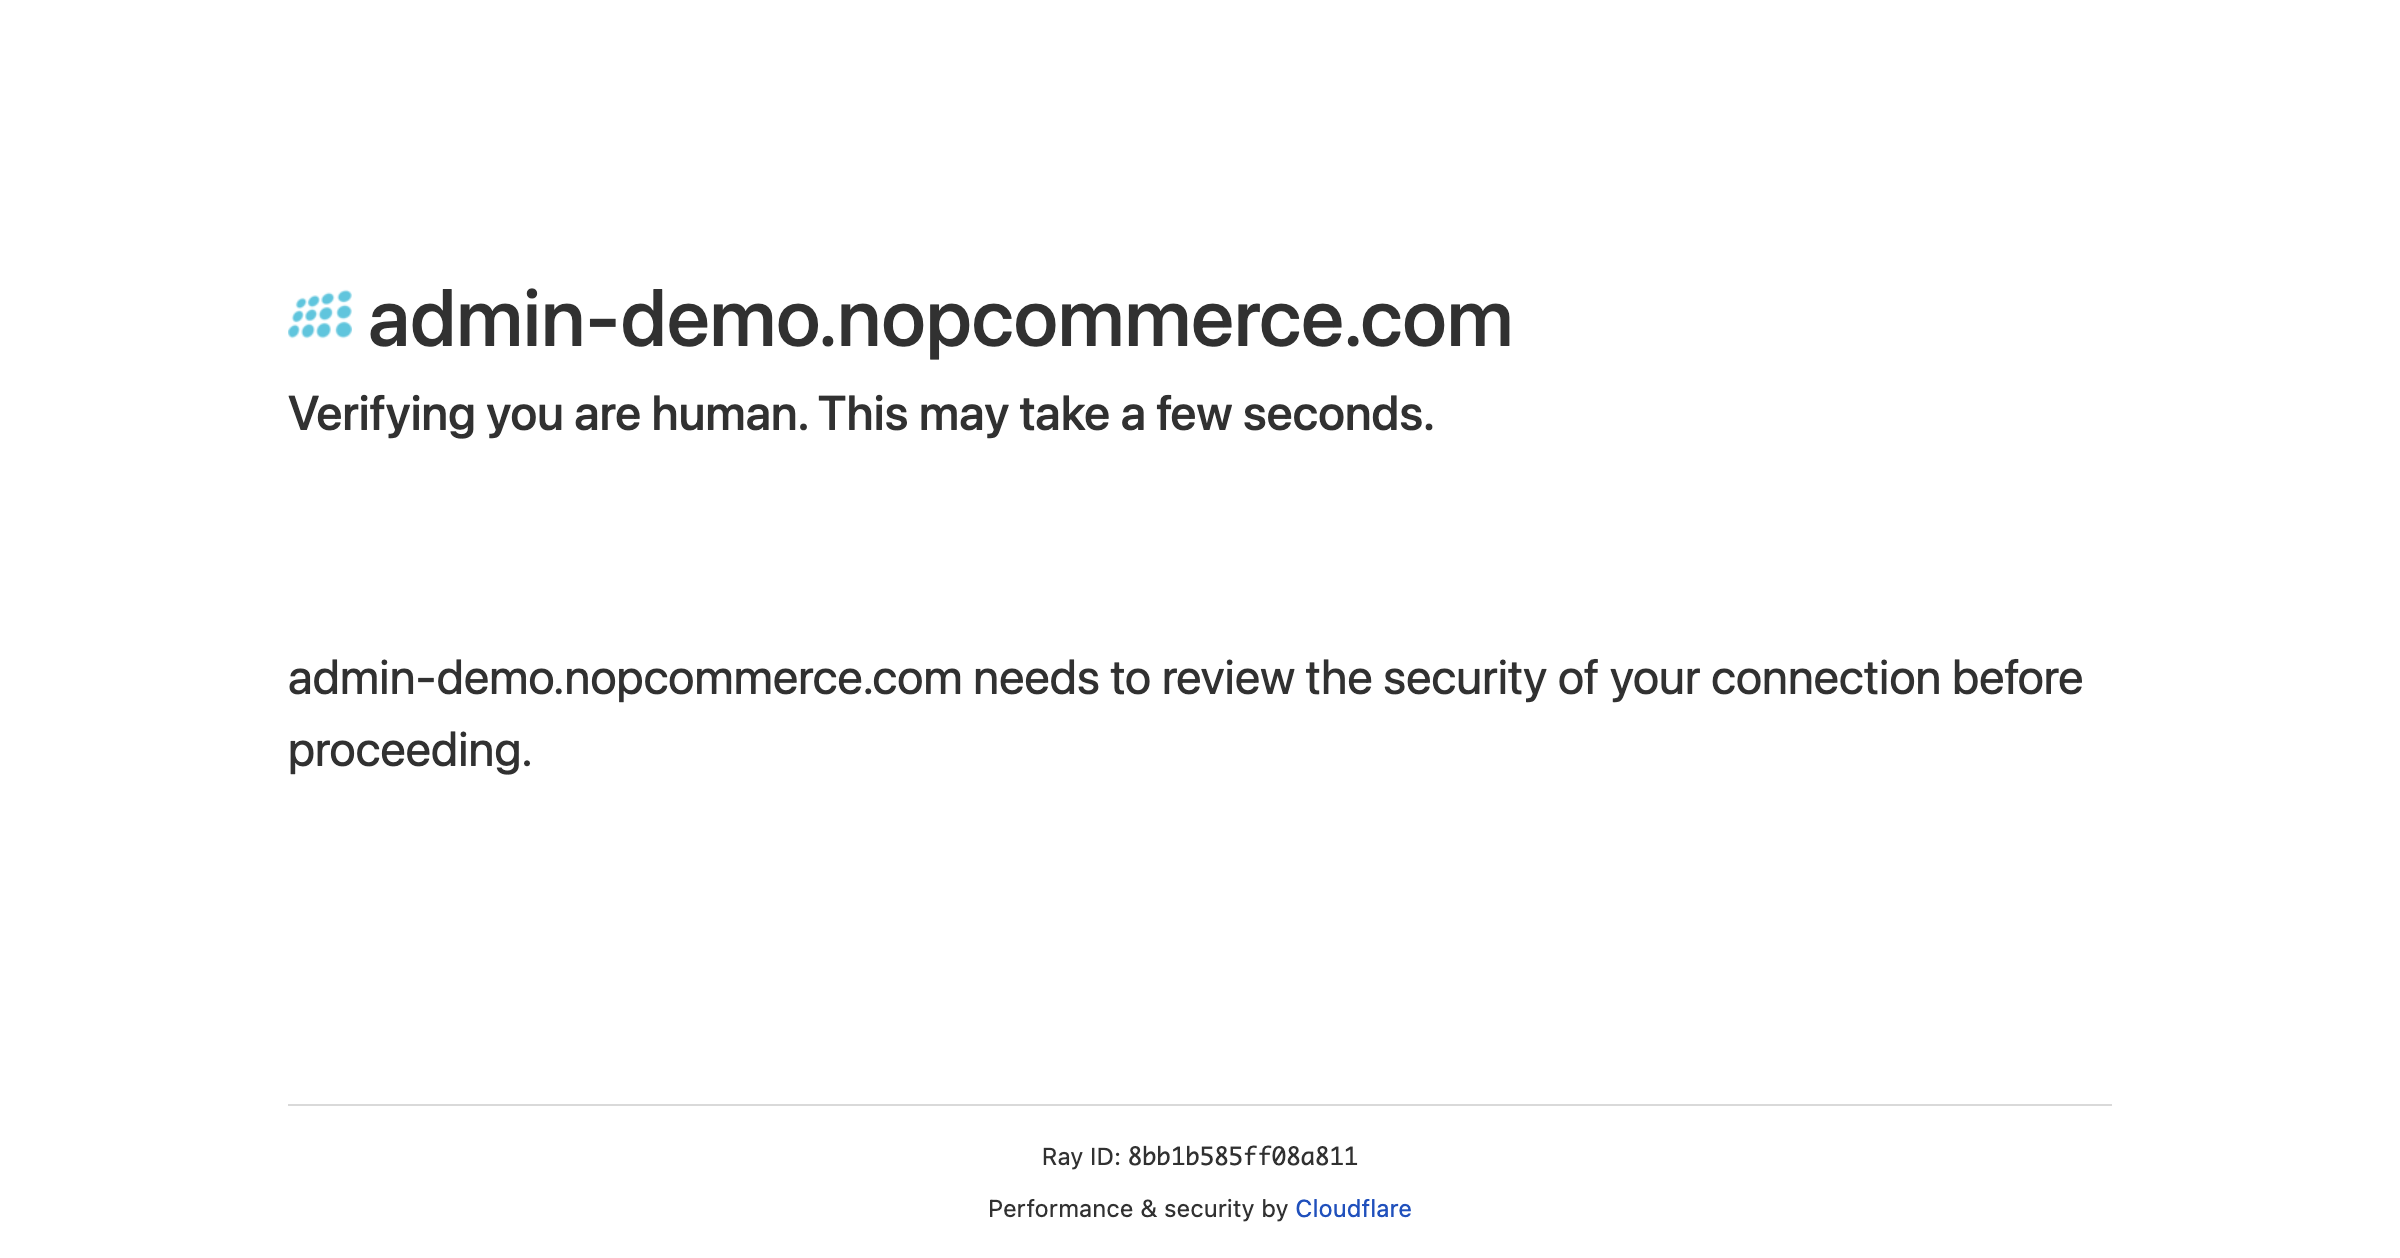 admin-demo.nopcommerce.com
Verifying you are human. This may take a few seconds.
admin-demo.nopcommerce.com needs to review the security of your connection before
proceeding.
Ray ID: 8bb1b585ff08a811
Performance & security by Cloudflare